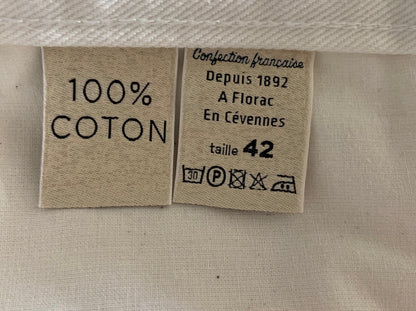 100%
COTON
Confection française
Depuis 1892
A Florac
En Cévennes
taille 42
30 P